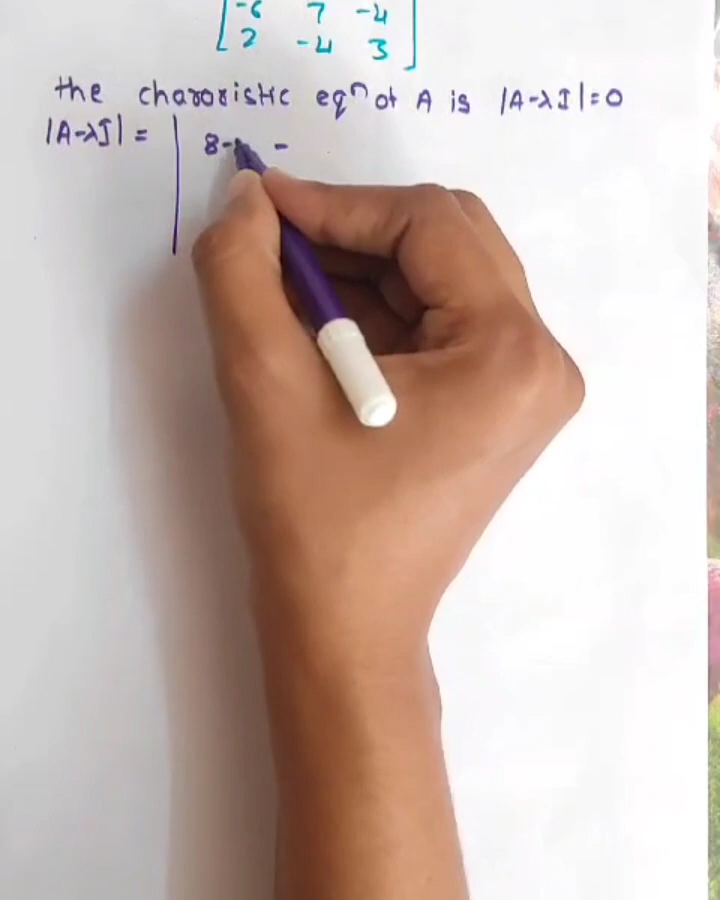 -6 7 -4
2 -4 3
the charoristic eqn of A is |A-λI|=0
|A-λI| = | 8-λ -